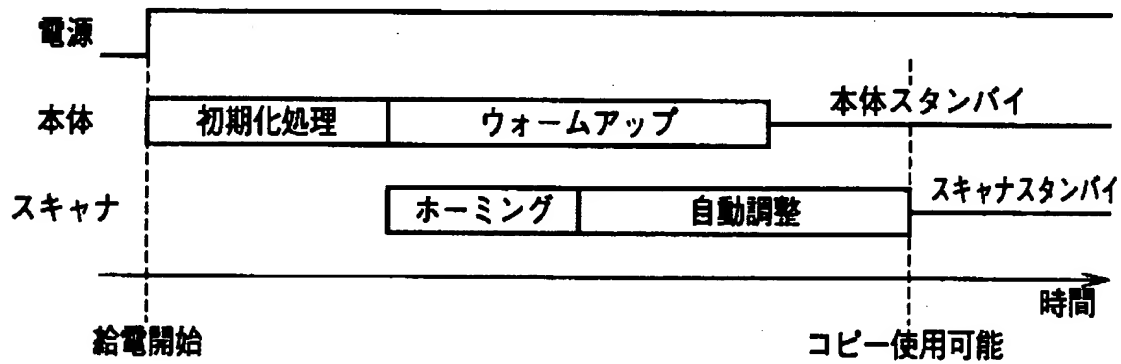 電源
本体
初期化処理
ウォームアップ
本体スタンバイ
スキャナ
ホーミング
自動調整
スキャナスタンバイ
時間
給電開始
コピー使用可能